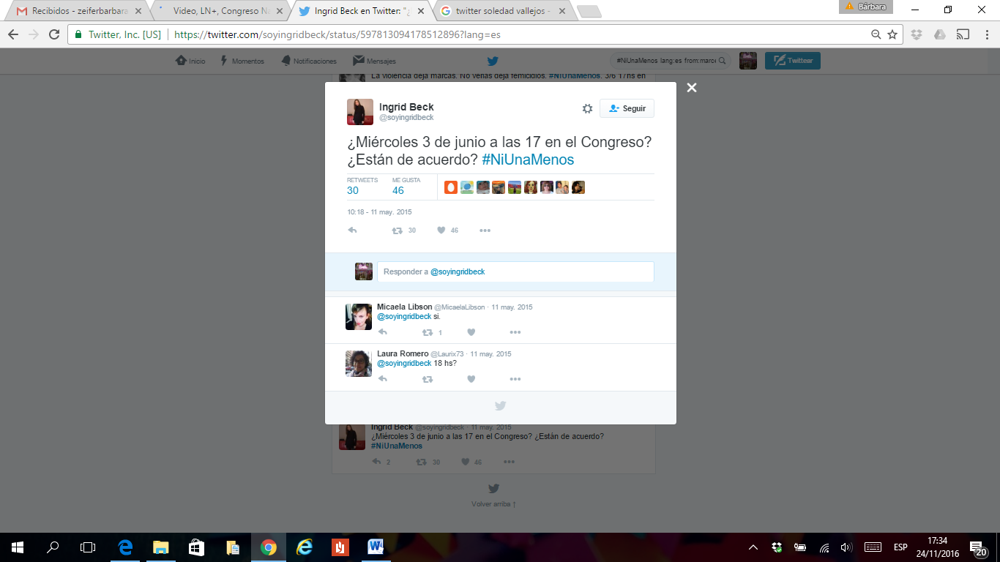 Recibidos - zeiferbarbara
Video, LN+, Congreso N
Ingrid Beck en Twitter: "¿
twitter soledad vallejos -
Bárbara
Twitter, Inc. [US]
https://twitter.com/soyingridbeck/status/597813094178512896?lang=es
Inicio
Momentos
Notificaciones
Mensajes
#NiUnaMenos lang:es from:marce
Twittear
La violencia deja marcas. No verlas deja femicidios. #NiUnaMenos. 3/6 17hs en
Ingrid Beck
@soyingridbeck
Seguir
¿Miércoles 3 de junio a las 17 en el Congreso?
¿Están de acuerdo? #NiUnaMenos
RETWEETS
30
ME GUSTA
46
10:18 - 11 may. 2015
30
46
Responder a @soyingridbeck
Micaela Libson @MicaelaLibson · 11 may. 2015
@soyingridbeck si.
1
Laura Romero @Laurix73 · 11 may. 2015
@soyingridbeck 18 hs?
Ingrid Beck @soyingridbeck · 11 may. 2015
¿Miércoles 3 de junio a las 17 en el Congreso? ¿Están de acuerdo?
#NiUnaMenos
2
30
46
Volver arriba ↑
ESP
17:34
24/11/2016
20